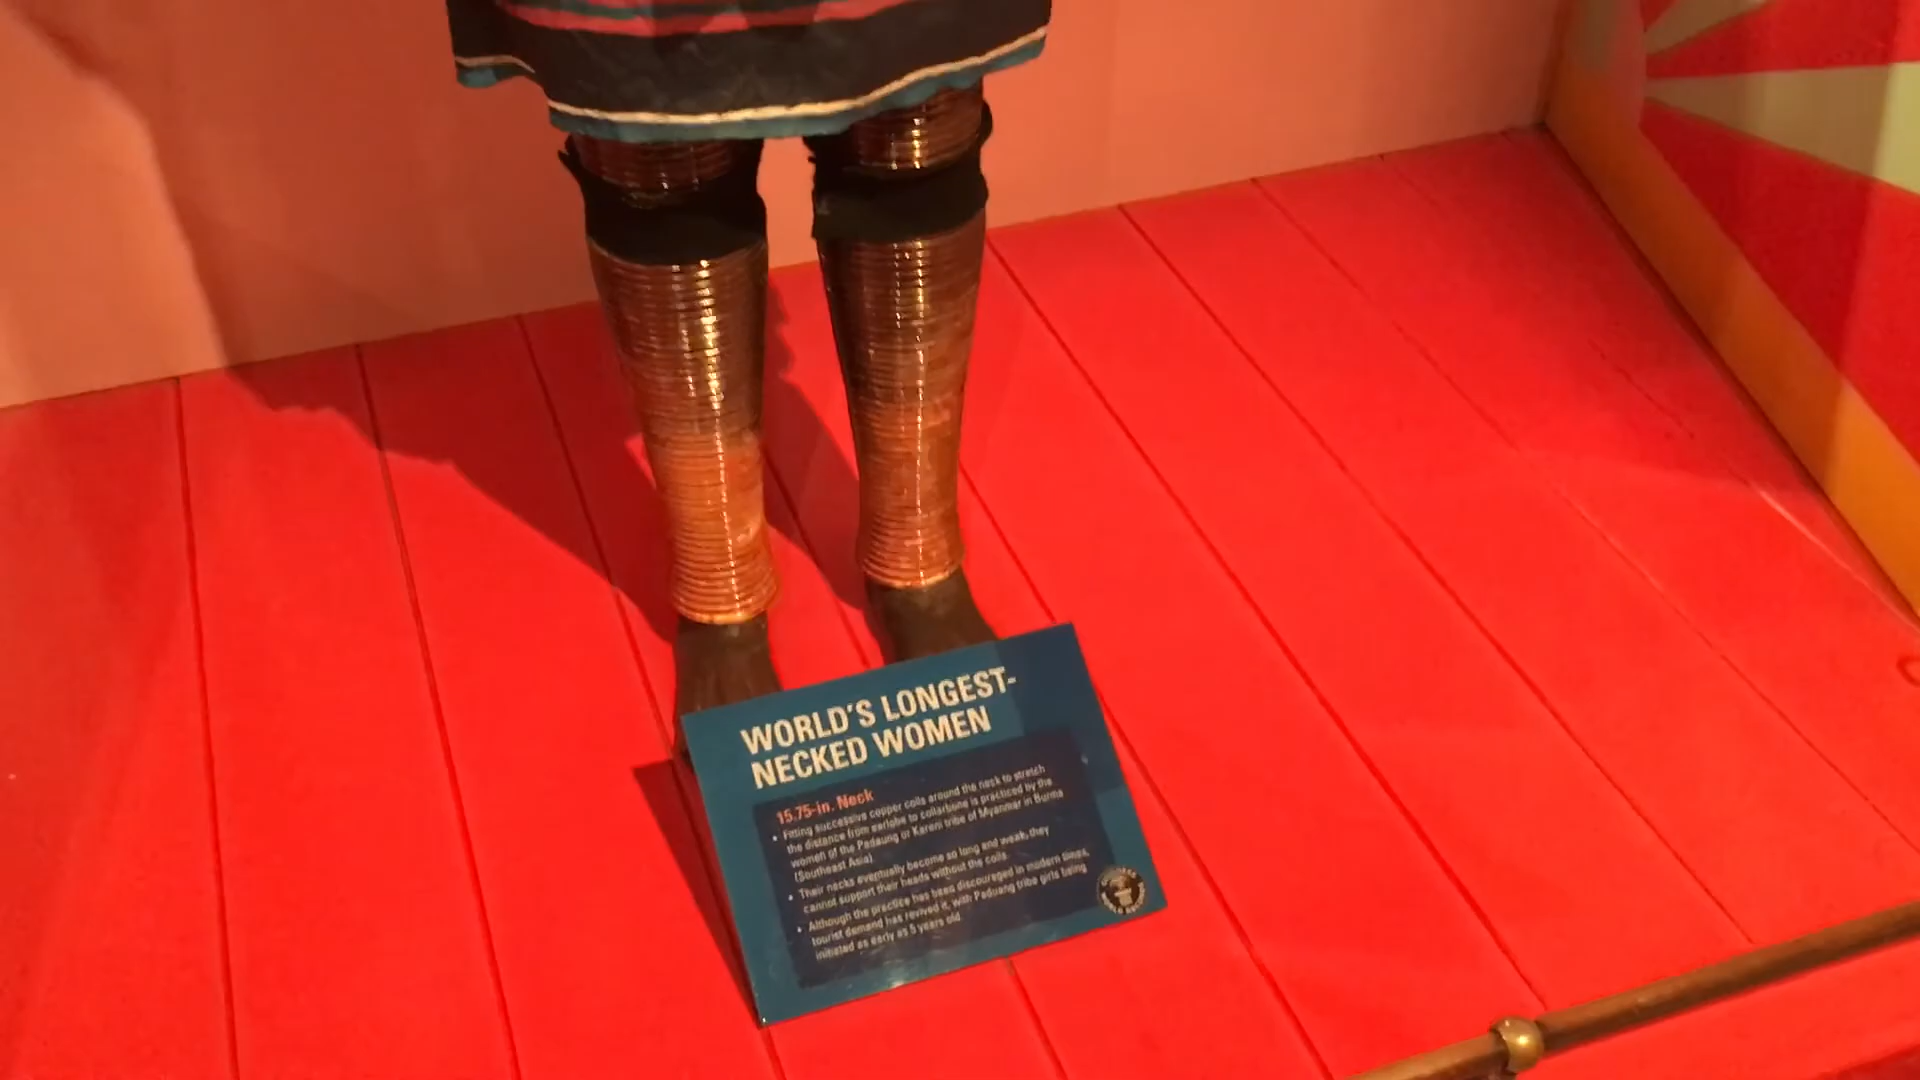 WORLD'S LONGEST-
NECKED WOMEN
15.75-in. Neck
• Fitting successive copper coils around the neck to stretch
the distance from earlobe to collarbone is practiced by the
women of the Padaung or Kareni tribe of Myanmar in Burma
(Southeast Asia)
• Their necks eventually become so long and weak, they
cannot support their heads without the coils.
• Although the practice has been discouraged in modern times,
tourist demand has revived it, with Paduang tribe girls being
initiated as early as 5 years old.